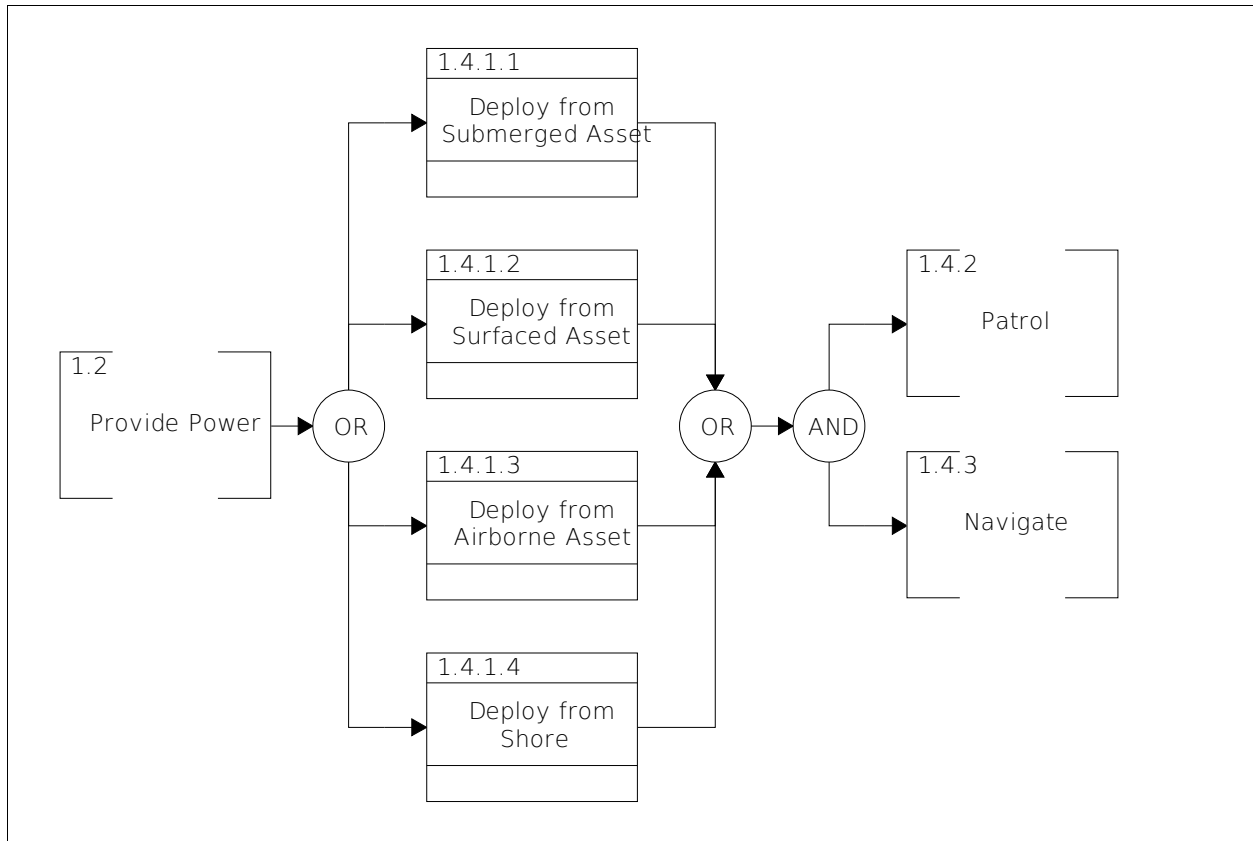 1.4.1.1
Deploy from
Submerged Asset
1.4.1.2
Deploy from
Surfaced Asset
1.2
Provide Power
OR
1.4.1.3
Deploy from
Airborne Asset
1.4.1.4
Deploy from
Shore
OR
AND
1.4.2
Patrol
1.4.3
Navigate